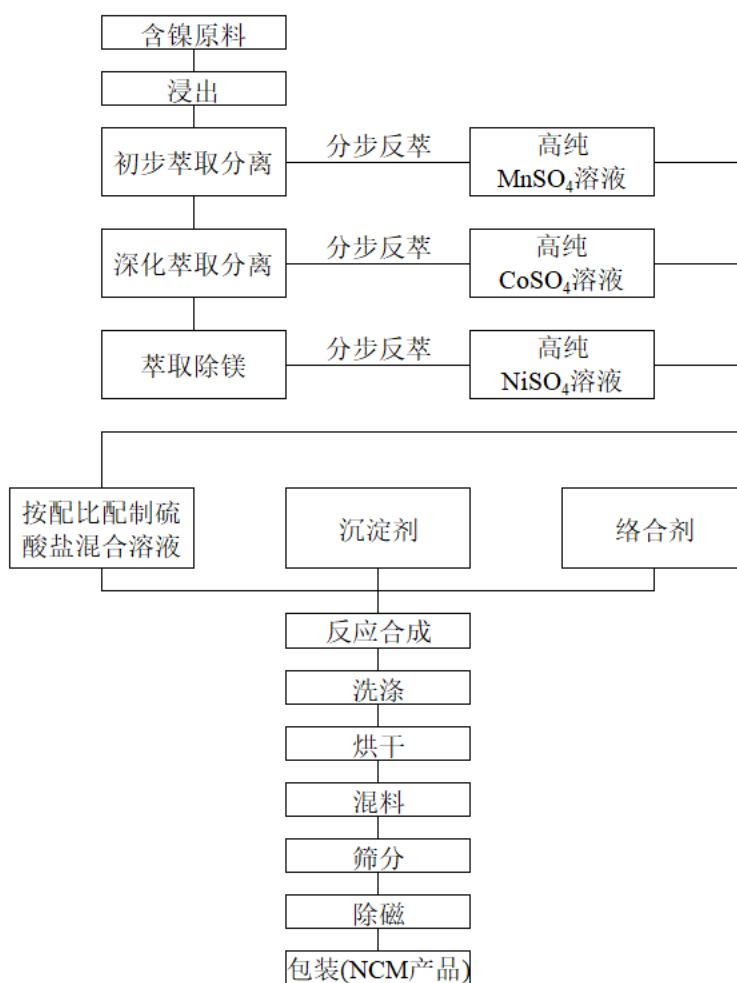 含镍原料
浸出
初步萃取分离
分步反萃
高纯
MnSO₄溶液
深化萃取分离
分步反萃
高纯
CoSO₄溶液
萃取除镁
分步反萃
高纯
NiSO₄溶液
按配比配制硫
酸盐混合溶液
沉淀剂
络合剂
反应合成
洗涤
烘干
混料
筛分
除磁
包装(NCM产品)